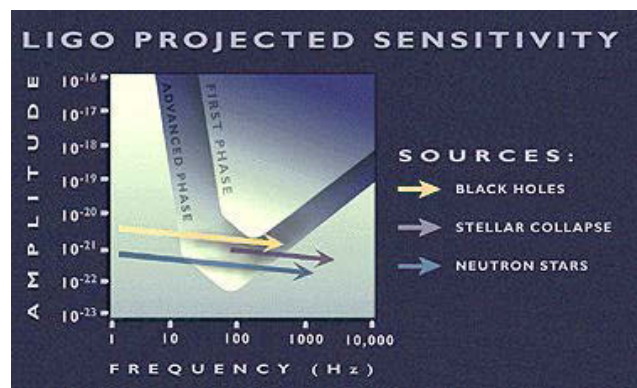 LIGO PROJECTED SENSITIVITY
AMPLITUDE
10-16
10-17
10-18
10-19
10-20
10-21
10-22
10-23
ADVANCED PHASE
FIRST PHASE
1 10 100 1000 10,000
FREQUENCY (Hz)
SOURCES:
BLACK HOLES
STELLAR COLLAPSE
NEUTRON STARS